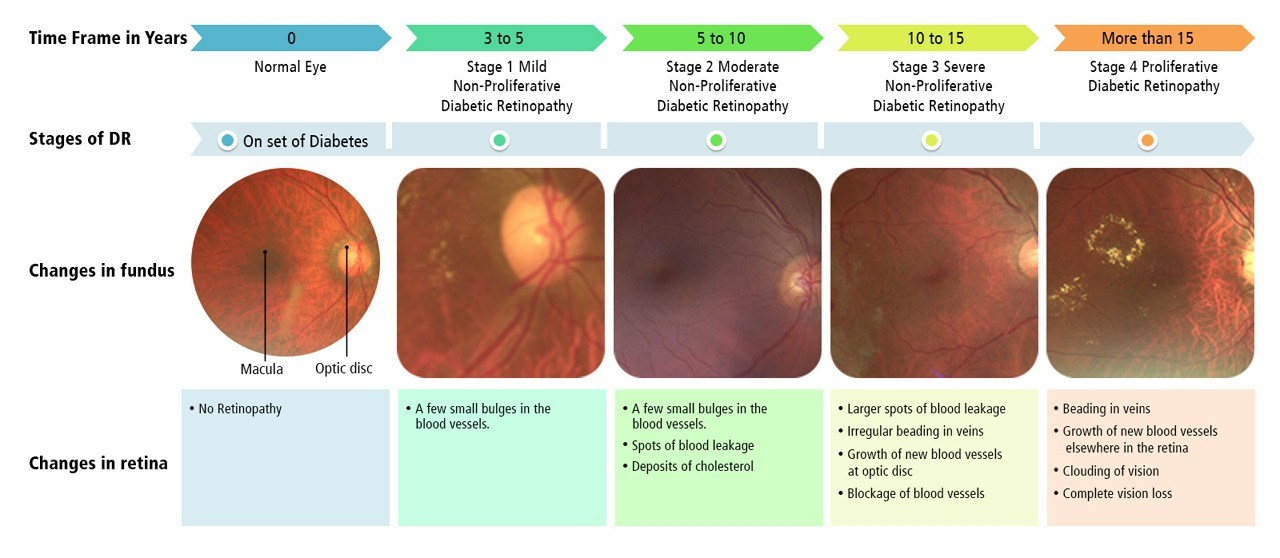 Time Frame in Years 0 3 to 5 5 to 10 10 to 15 More than 15
Normal Eye
Stage 1 Mild
Non-Proliferative
Diabetic Retinopathy
Stage 2 Moderate
Non-Proliferative
Diabetic Retinopathy
Stage 3 Severe
Non-Proliferative
Diabetic Retinopathy
Stage 4 Proliferative
Diabetic Retinopathy
Stages of DR
On set of Diabetes
Changes in fundus
Macula
Optic disc
Changes in retina
• No Retinopathy
• A few small bulges in the
blood vessels.
• A few small bulges in the
blood vessels.
• Spots of blood leakage
• Deposits of cholesterol
• Larger spots of blood leakage
• Irregular beading in veins
• Growth of new blood vessels
at optic disc
• Blockage of blood vessels
• Beading in veins
• Growth of new blood vessels
elsewhere in the retina
• Clouding of vision
• Complete vision loss